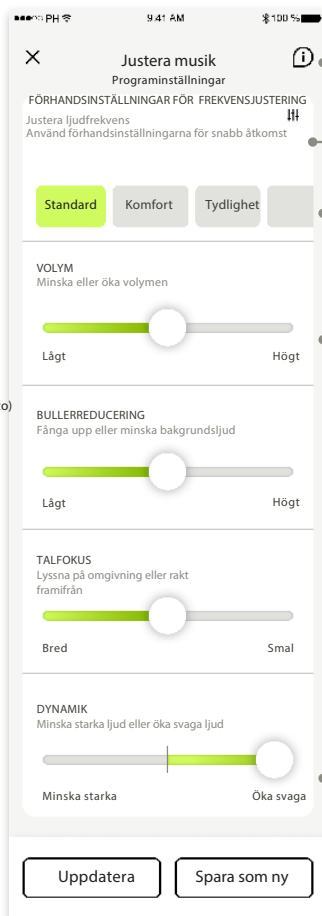 PH 9:41 AM 100 %
Justera musik
Programinställningar
FÖRHANDSINSTÄLLNINGAR FÖR FREKVENSJUSTERING
Justera ljudfrekvens
Använd förhandsinställningarna för snabb åtkomst
Standard Komfort Tydlighet
VOLYM
Minska eller öka volymen
Lågt Högt
to)
BULLERREDUCERING
Fånga upp eller minska bakgrundsljud
Lågt Högt
TALFOKUS
Lyssna på omgivning eller rakt
framifrån
Bred Smal
DYNAMIK
Minska starka ljud eller öka svaga ljud
Minska starka Öka svaga
Uppdatera Spara som ny